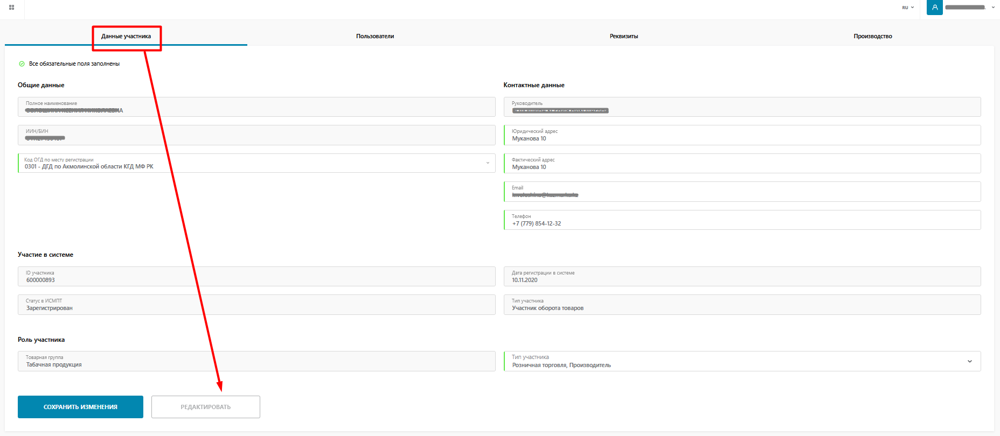 RU
Данные участника
Пользователи
Реквизиты
Производство
Все обязательные поля заполнены
Общие данные
Контактные данные
Полное наименование
Руководитель
ИИН/БИН
Юридический адрес
Муканова 10
Код ОГД по месту регистрации
0301 - ДГД по Акмолинской области КГД МФ РК
Фактический адрес
Муканова 10
Email
Телефон
+7 (779) 854-12-32
Участие в системе
ID участника
600000893
Дата регистрации в системе
10.11.2020
Статус в ИСМПТ
Зарегистрирован
Тип участника
Участник оборота товаров
Роль участника
Товарная группа
Табачная продукция
Тип участника
Розничная торговля, Производитель
СОХРАНИТЬ ИЗМЕНЕНИЯ
РЕДАКТИРОВАТЬ